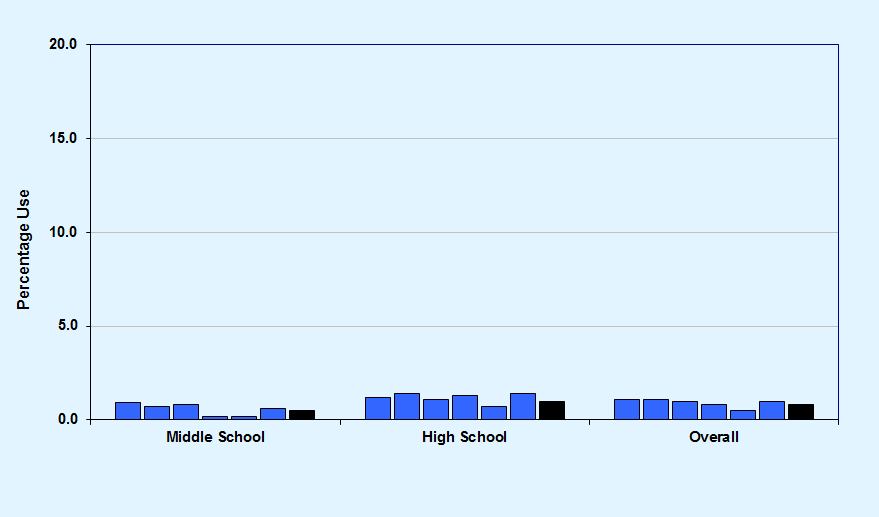 20.0
15.0
10.0
5.0
0.0
Percentage Use
Middle School
High School
Overall